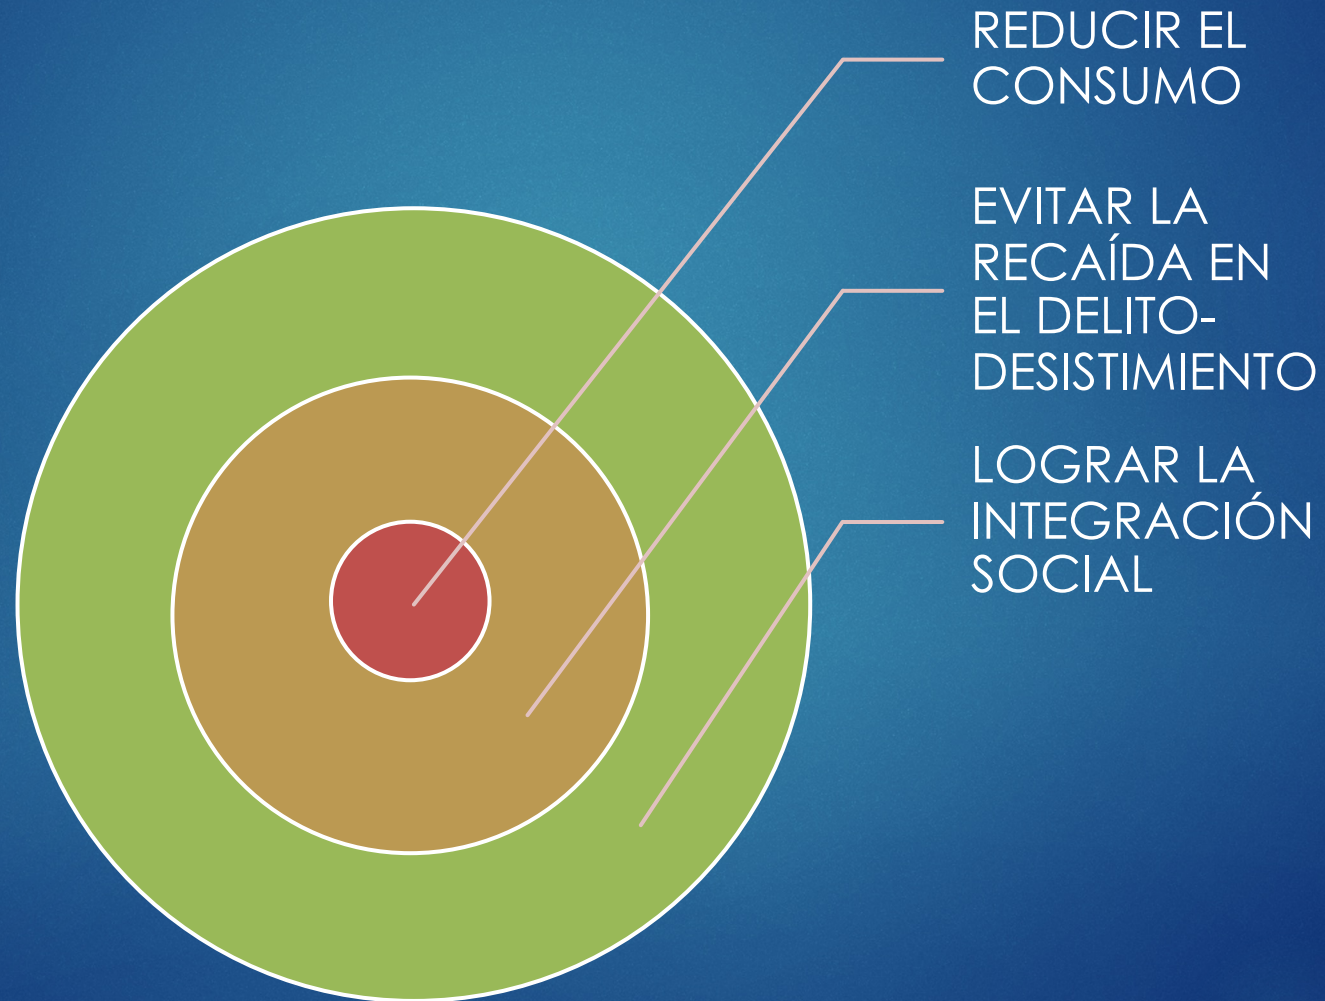 REDUCIR EL
CONSUMO
EVITAR LA
RECAÍDA EN
EL DELITO-
DESISTIMIENTO
LOGRAR LA
INTEGRACIÓN
SOCIAL